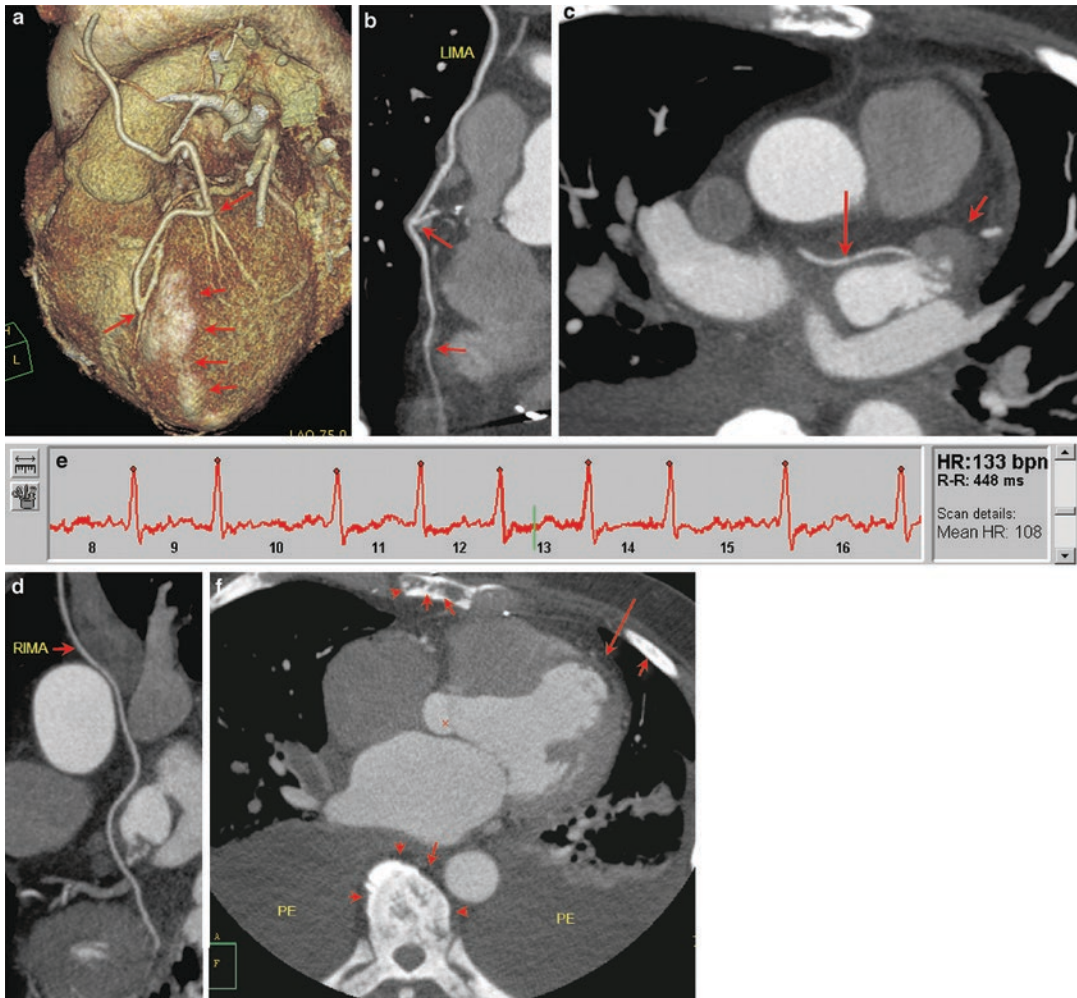 a
b
LIMA
c
H
L
LAO 75.0
e
8 9 10 11 12 13 14 15 16
HR:133 bpm
R-R: 448 ms
Scan details:
Mean HR: 108
d
RIMA
f
PE
PE
A
F